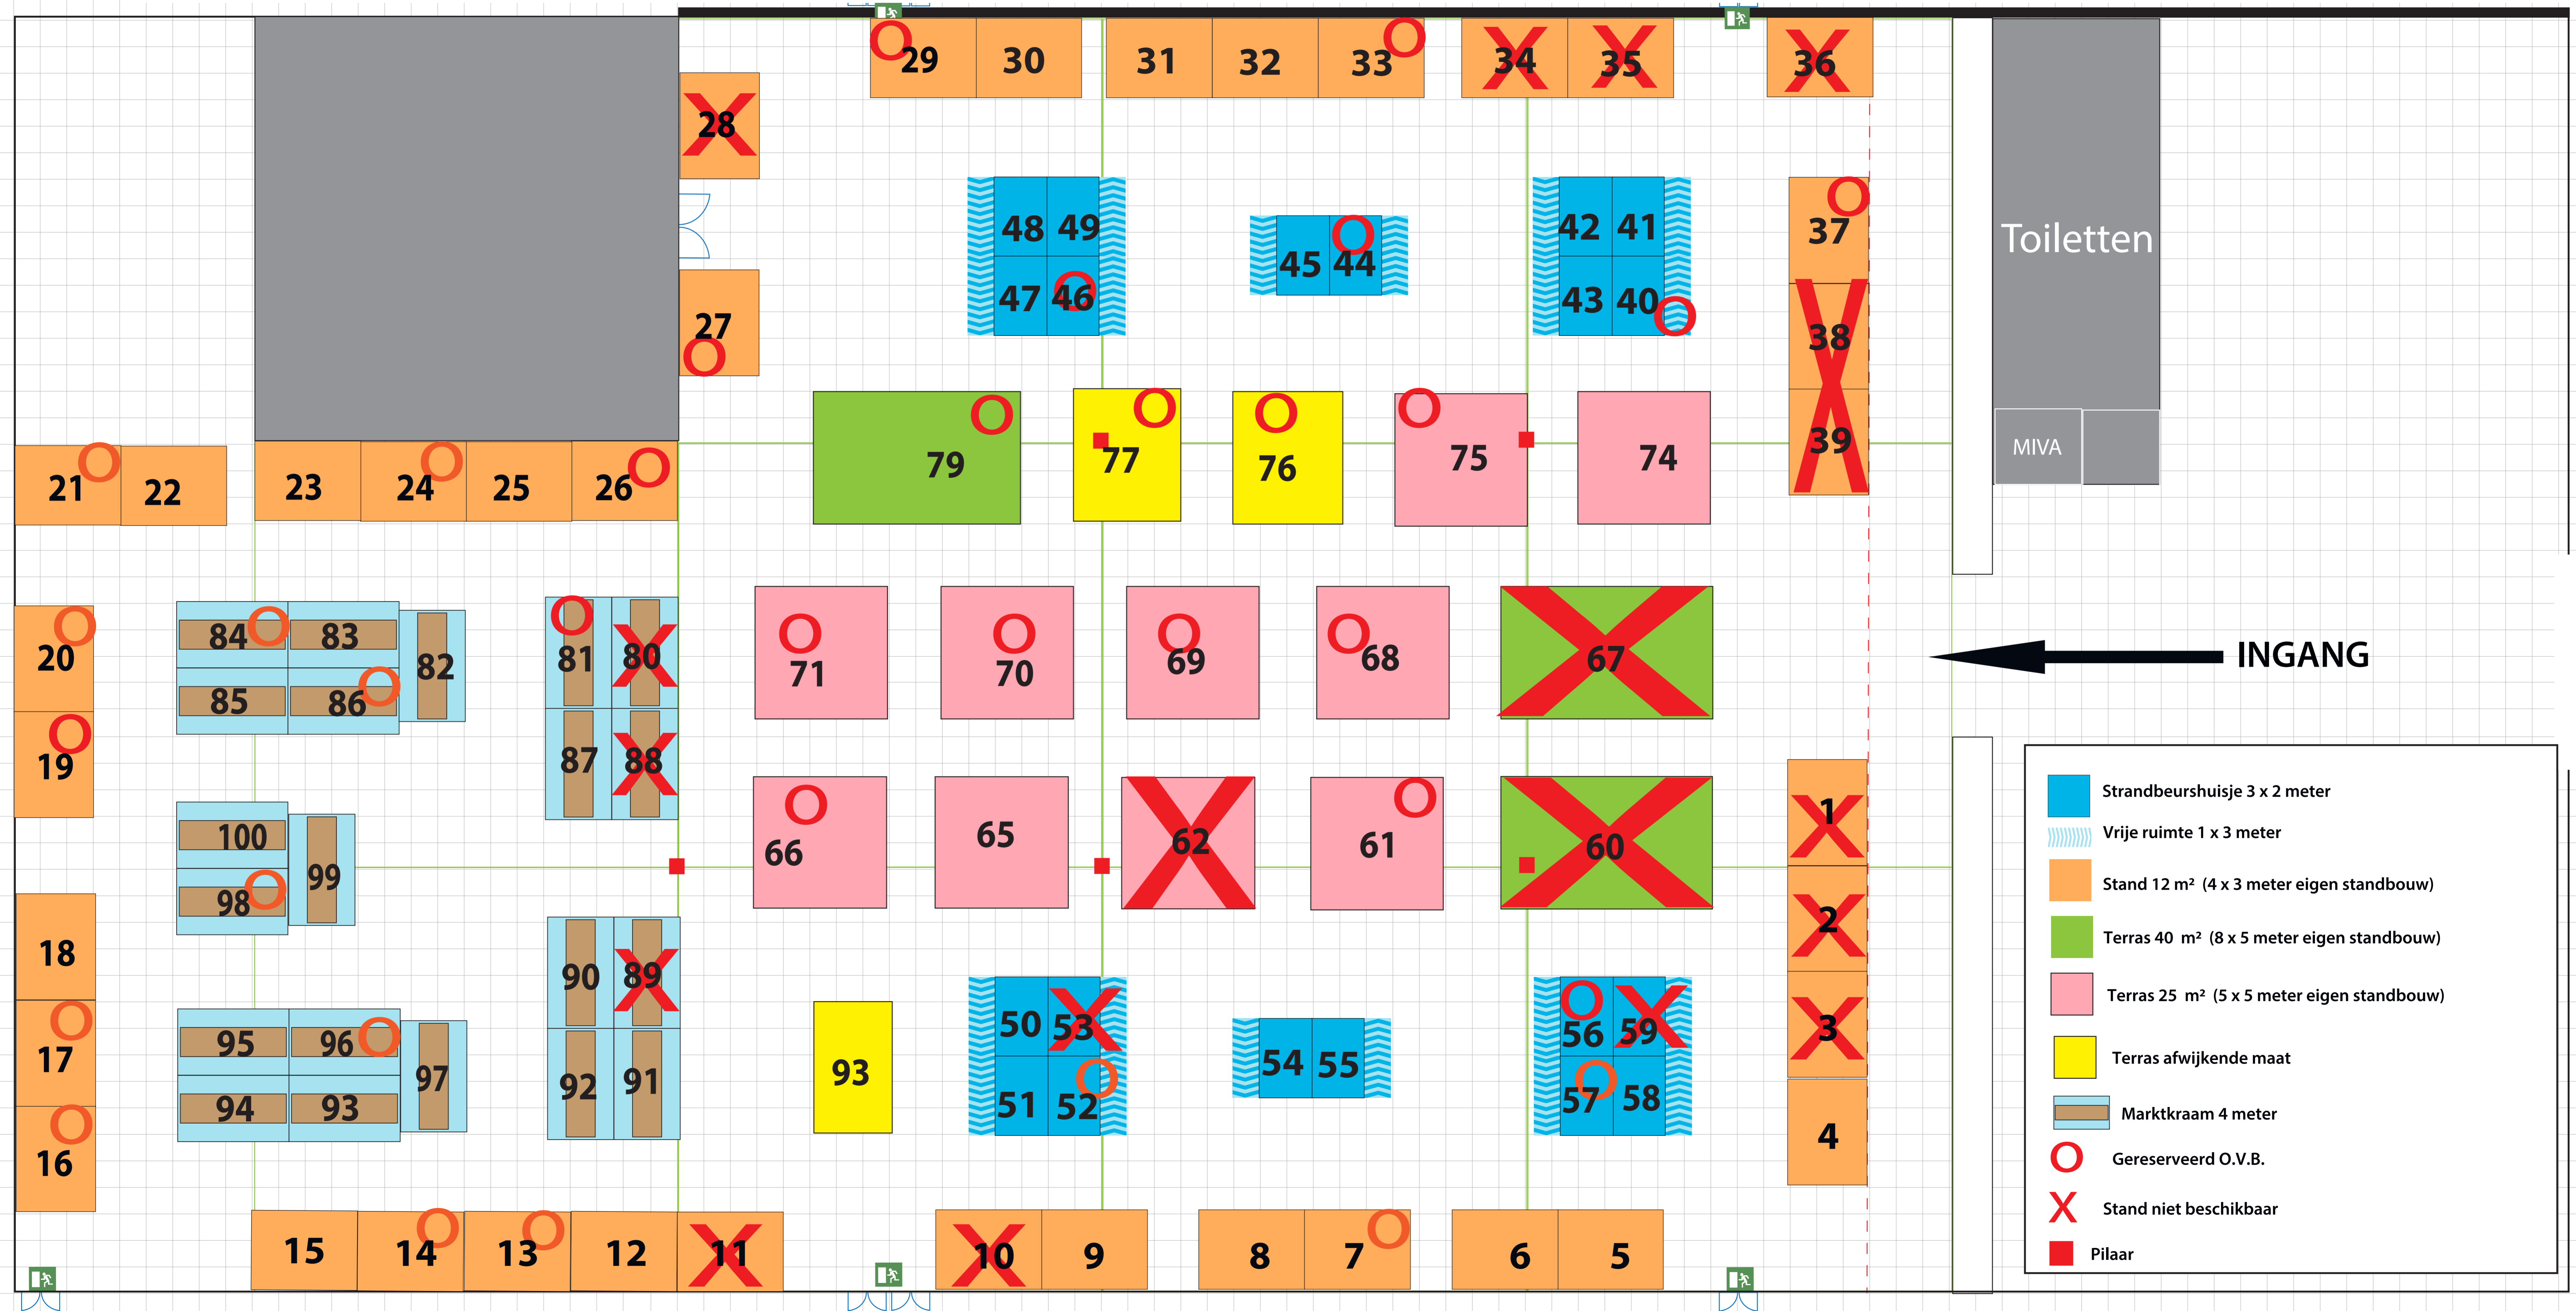 29 30 31 32 33 34 35 36
28
48 49 42 41 37
45 44
47 46 43 40
27 38
Toiletten
79 77 76 75 74 39
MIVA
21 22 23 24 25 26
20 84 83 82 81 80 71 70 69 68 67
INGANG
85 86
19 87 88
100 99 66 65 62 61 60 1
98
18 90 89 2
17 95 96 97 50 53 56 59 3
92 91 93 54 55
94 93 51 52 57 58
16 4
15 14 13 12 11 10 9 8 7 6 5
Strandbeurshuisje 3 x 2 meter
Vrije ruimte 1 x 3 meter
Stand 12 m² (4 x 3 meter eigen standbouw)
Terras 40 m² (8 x 5 meter eigen standbouw)
Terras 25 m² (5 x 5 meter eigen standbouw)
Terras afwijkende maat
Marktkraam 4 meter
Gereserveerd O.V.B.
Stand niet beschikbaar
Pilaar